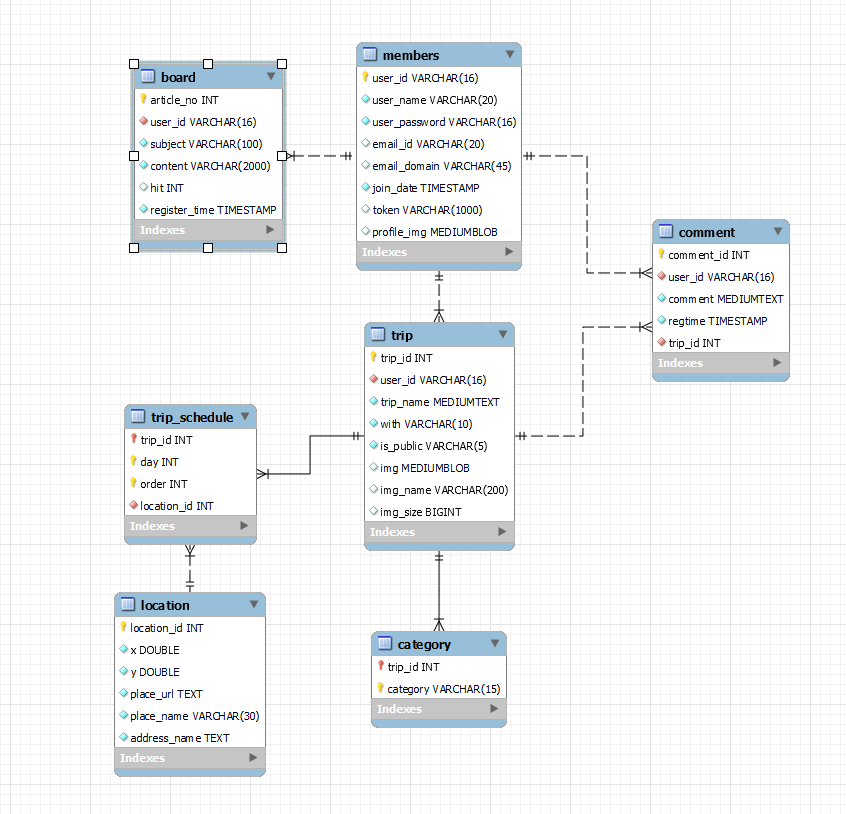 board
article_no INT
user_id VARCHAR(16)
subject VARCHAR(100)
content VARCHAR(2000)
hit INT
register_time TIMESTAMP
Indexes
members
user_id VARCHAR(16)
user_name VARCHAR(20)
user_password VARCHAR(16)
email_id VARCHAR(20)
email_domain VARCHAR(45)
join_date TIMESTAMP
token VARCHAR(1000)
profile_img MEDIUMBLOB
Indexes
comment
comment_id INT
user_id VARCHAR(16)
comment MEDIUMTEXT
regtime TIMESTAMP
trip_id INT
Indexes
trip
trip_id INT
user_id VARCHAR(16)
trip_name MEDIUMTEXT
with VARCHAR(10)
is_public VARCHAR(5)
img MEDIUMBLOB
img_name VARCHAR(200)
img_size BIGINT
Indexes
trip_schedule
trip_id INT
day INT
order INT
location_id INT
Indexes
location
location_id INT
x DOUBLE
y DOUBLE
place_url TEXT
place_name VARCHAR(30)
address_name TEXT
Indexes
category
trip_id INT
category VARCHAR(15)
Indexes